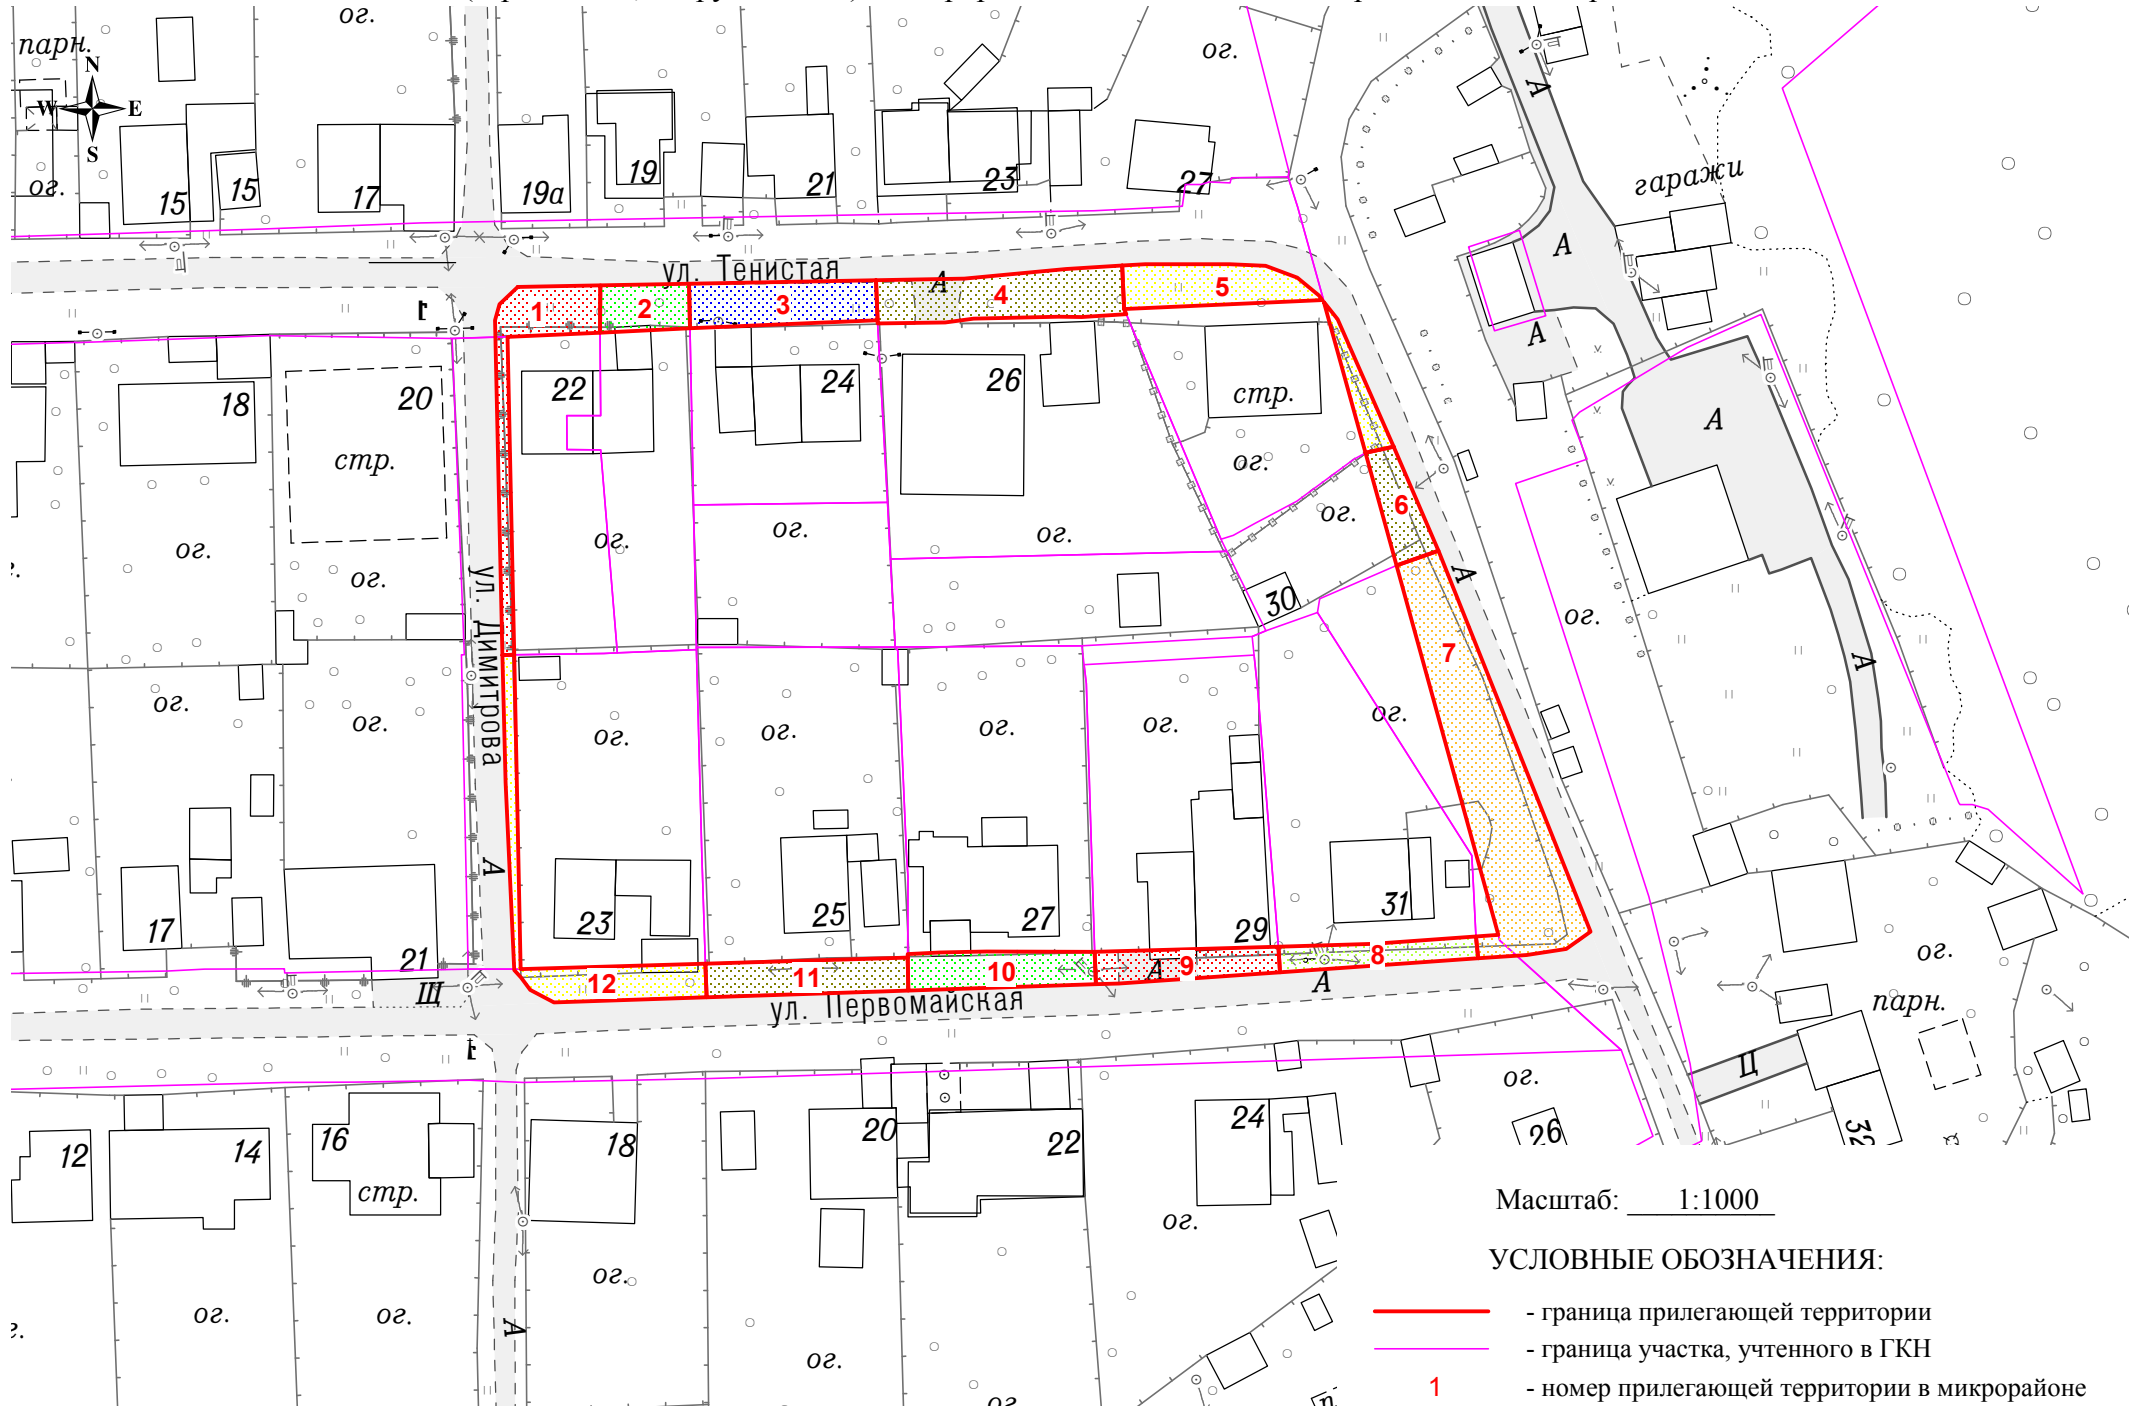 ог.
парн.
N
W E
S
ог.
15
15
17
19а
19
21
23
27
ог.
А
гаражи
А
А
ул. Тенистая
А
1
2
3
4
5
18
20
стр.
22
24
26
стр.
ог.
ог.
ог.
ог.
ог.
ог.
ог.
ог.
6
А
А
30
ог.
7
ул. Димитрова
ог.
ог.
ог.
ог.
ог.
ог.
ог.
А
А
17
21
Щ
23
25
27
29
31
12
11
10
9
8
А
А
ул. Первомайская
ог.
парн.
Ц
32
12
14
16
стр.
18
20
22
24
26
ог.
ог.
ог.
ог.
ог.
ог.
А
ог.
Масштаб: 1:1000
УСЛОВНЫЕ ОБОЗНАЧЕНИЯ:
- граница прилегающей территории
- граница участка, учтенного в ГКН
1 - номер прилегающей территории в микрорайоне